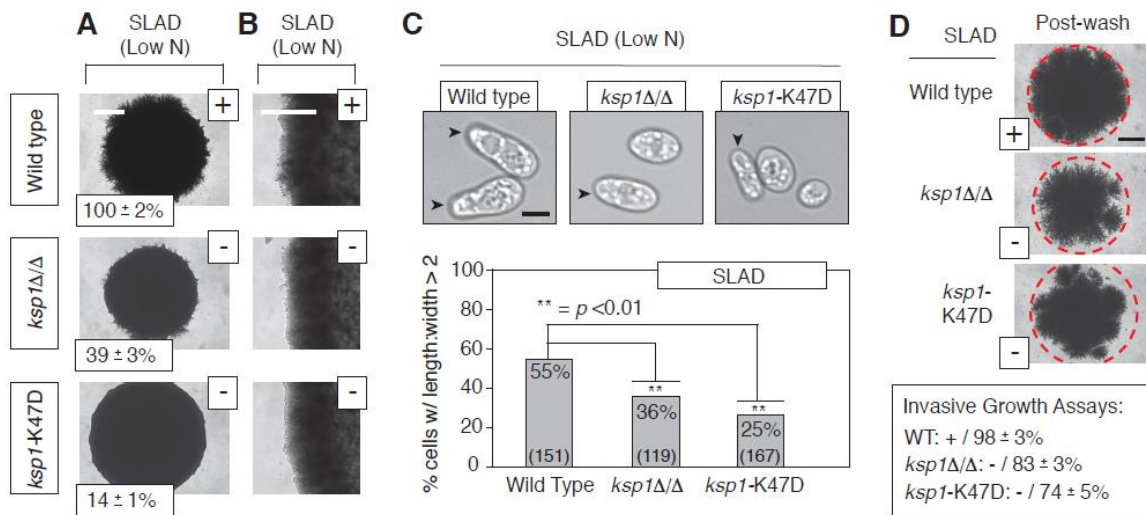 A
SLAD
(Low N)
Wild type
+
100 ± 2%
ksp1Δ/Δ
-
39 ± 3%
ksp1-K47D
-
14 ± 1%
B
SLAD
(Low N)
+
-
-
C
SLAD (Low N)
Wild type
ksp1Δ/Δ
ksp1-K47D
SLAD
** = p <0.01
% cells w/ length:width > 2
100
80
60
40
20
0
55%
(151)
**
36%
(119)
**
25%
(167)
Wild Type
ksp1Δ/Δ
ksp1-K47D
D
SLAD
Post-wash
Wild type
+
ksp1Δ/Δ
-
ksp1-
K47D
-
Invasive Growth Assays:
WT: + / 98 ± 3%
ksp1Δ/Δ: - / 83 ± 3%
ksp1-K47D: - / 74 ± 5%